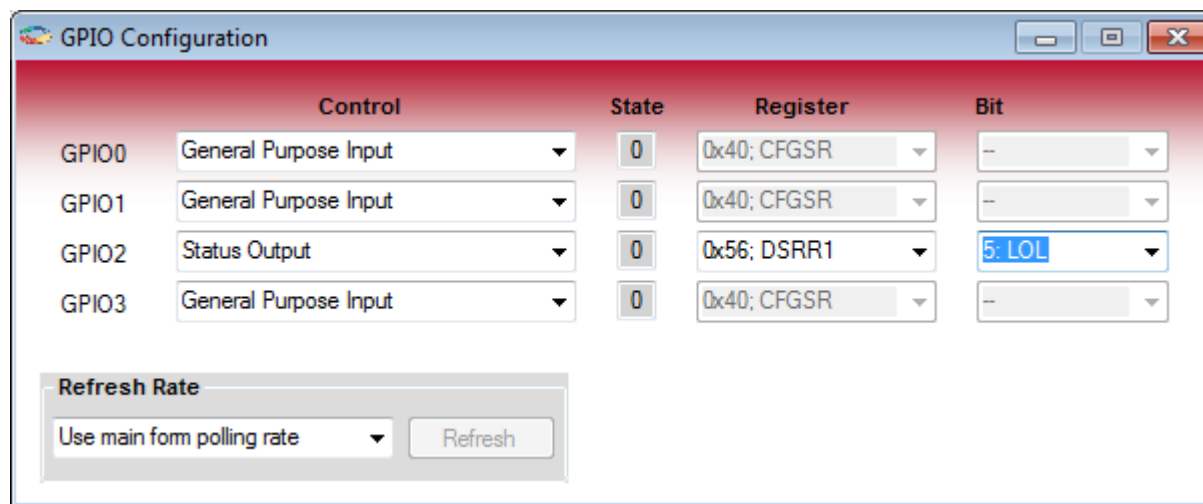 GPIO Configuration
Control State Register Bit
GPIO0 General Purpose Input 0 0x40; CFGSR --
GPIO1 General Purpose Input 0 0x40; CFGSR --
GPIO2 Status Output 0 0x56; DSRR1 5: LOL
GPIO3 General Purpose Input 0 0x40; CFGSR --
Refresh Rate
Use main form polling rate Refresh